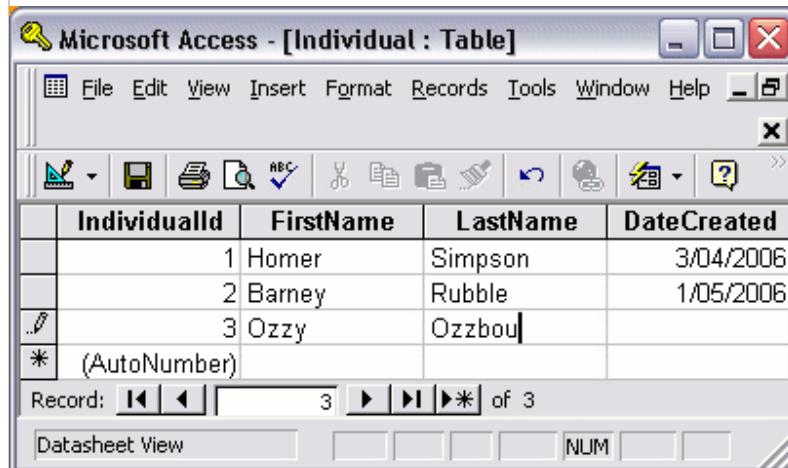 Microsoft Access - [Individual : Table]
File Edit View Insert Format Records Tools Window Help
ABC
IndividualId FirstName LastName DateCreated
1 Homer Simpson 3/04/2006
2 Barney Rubble 1/05/2006
3 Ozzy Ozzbou
(AutoNumber)
Record: 3 of 3
Datasheet View NUM